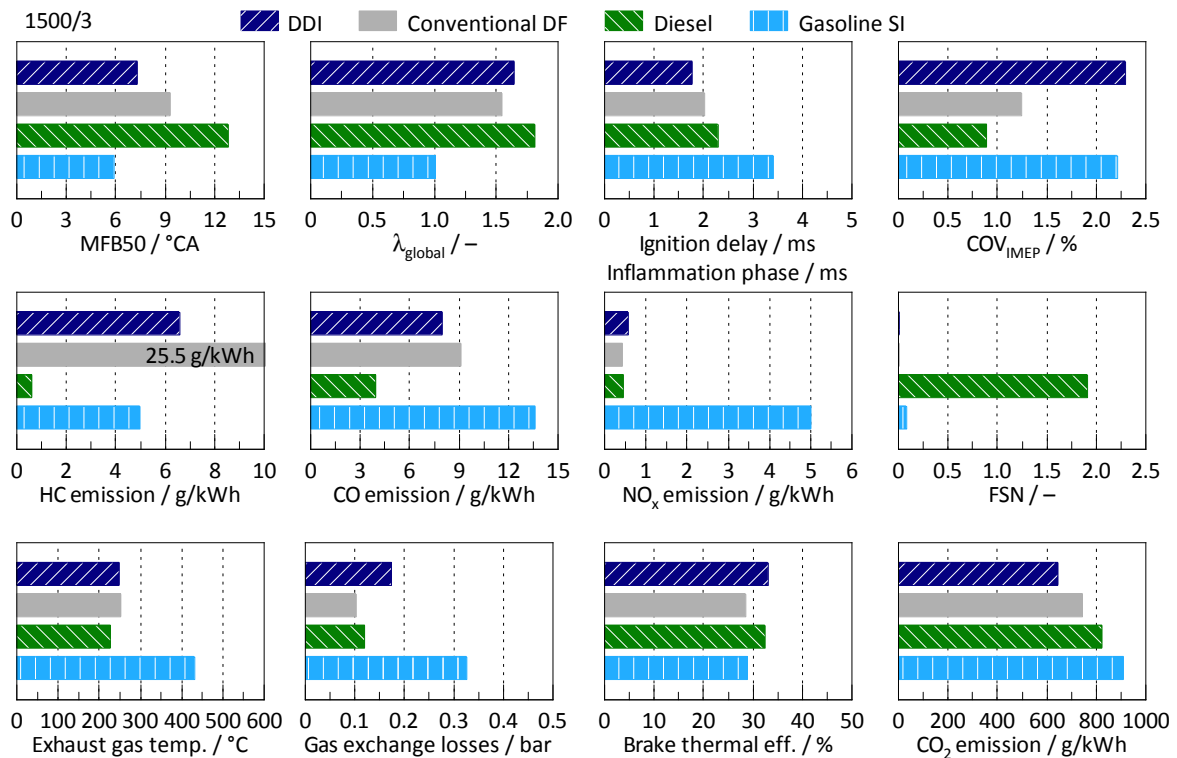 1500/3 DDI Conventional DF Diesel Gasoline SI
0 3 6 9 12 15
MFB50 / °CA
0 0.5 1.0 1.5 2.0
λglobal / –
0 1 2 3 4 5
Ignition delay / ms
Inflammation phase / ms
0 0.5 1.0 1.5 2.0 2.5
COVIMEP / %
25.5 g/kWh
0 2 4 6 8 10
HC emission / g/kWh
0 3 6 9 12 15
CO emission / g/kWh
0 1 2 3 4 5 6
NOx emission / g/kWh
0 0.5 1.0 1.5 2.0 2.5
FSN / –
0 100 200 300 400 500 600
Exhaust gas temp. / °C
0 0.1 0.2 0.3 0.4 0.5
Gas exchange losses / bar
0 10 20 30 40 50
Brake thermal eff. / %
0 200 400 600 800 1000
CO2 emission / g/kWh